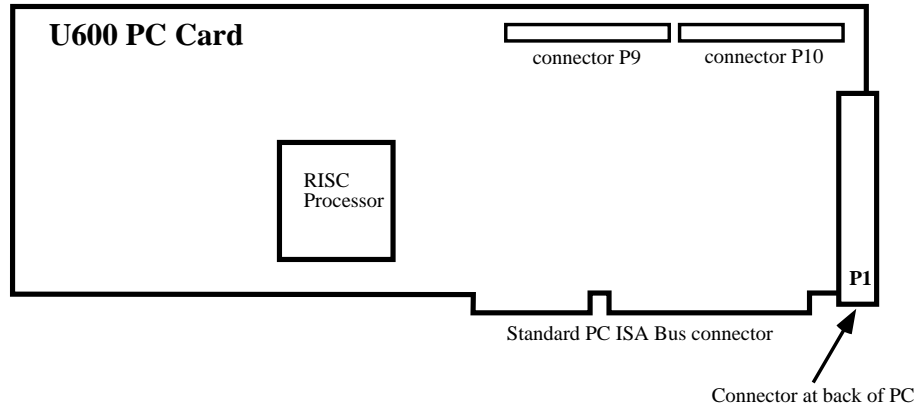 U600 PC Card
connector P9
connector P10
RISC
Processor
P1
Standard PC ISA Bus connector
Connector at back of PC